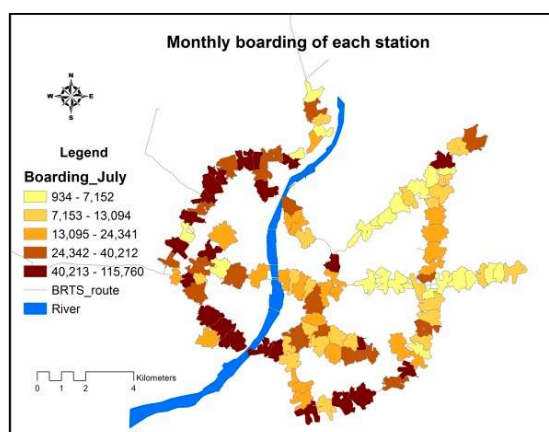 Monthly boarding of each station
N
W E
S
Legend
Boarding_July
934 - 7,152
7,153 - 13,094
13,095 - 24,341
24,342 - 40,212
40,213 - 115,760
BRTS_route
River
0 1 2 4
Kilometers